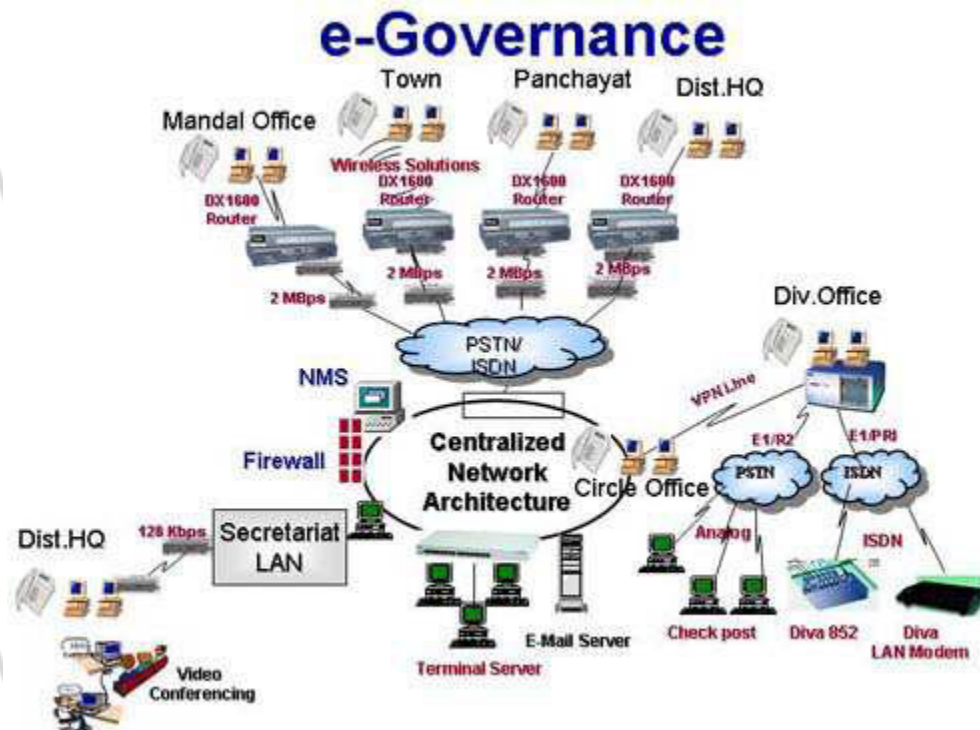 e-Governance
Town
Panchayat
Dist.HQ
Mandal Office
Wireless Solutions
DX1600
Router
DX1600
Router
DX1600
Router
DX1600
Router
2 MBps
2 MBps
2 MBps
2 MBps
Div.Office
PSTN/
ISDN
NMS
VPN Line
Firewall
Centralized
Network
Architecture
E1/R2
E1/PRI
PSTN
ISDN
Circle Office
Dist.HQ
128 Kbps
Secretariat
LAN
Analog
ISDN
E-Mail Server
Check post
Diva 852
Diva
LAN Modem
Terminal Server
Video
Conferencing